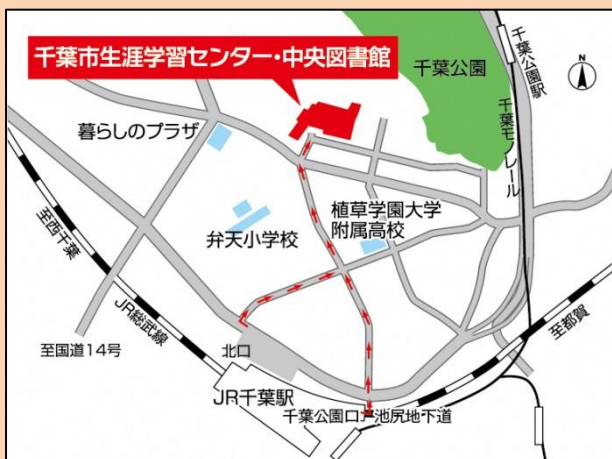 千葉市生涯学習センター・中央図書館
千葉公園
千葉公園駅
千葉モノレール
N
暮らしのプラザ
植草学園大学
附属高校
弁天小学校
至西千葉
JR総武線
至国道14号
北口
至都賀
JR千葉駅
千葉公園口
池尻地下道